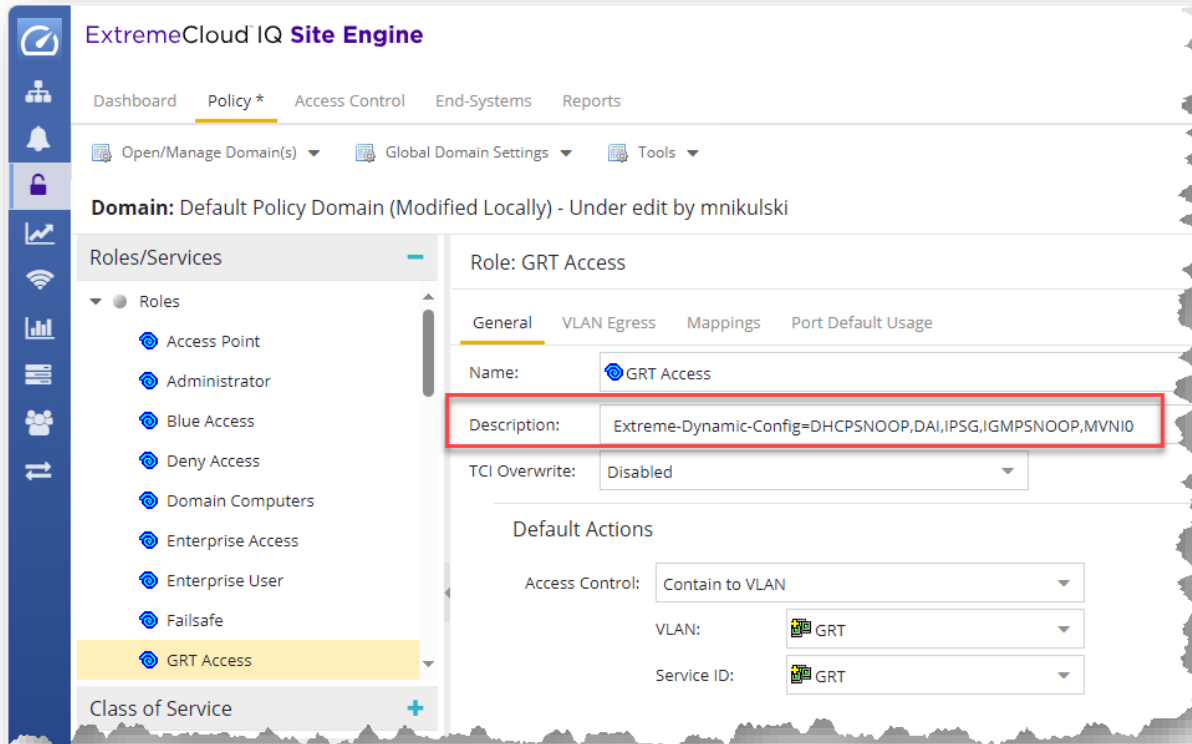 ExtremeCloud IQ Site Engine
Dashboard Policy * Access Control End-Systems Reports
Open/Manage Domain(s) Global Domain Settings Tools
Domain: Default Policy Domain (Modified Locally) - Under edit by mnikulski
Roles/Services
Roles
Access Point
Administrator
Blue Access
Deny Access
Domain Computers
Enterprise Access
Enterprise User
Failsafe
GRT Access
Class of Service
Role: GRT Access
General VLAN Egress Mappings Port Default Usage
Name: GRT Access
Description: Extreme-Dynamic-Config=DHCPSNOOP,DAI,IPSG,IGMPSNOOP,MVNI0
TCI Overwrite: Disabled
Default Actions
Access Control: Contain to VLAN
VLAN: GRT
Service ID: GRT